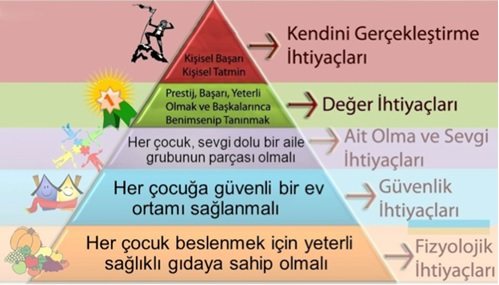 Kişisel Başarı
Kişisel Tatmin
Kendini Gerçekleştirme
İhtiyaçları
Prestij, Başarı, Yeterli
Olmak ve Başkalarınca
Benimsenip Tanınmak
Değer İhtiyaçları
Her çocuk, sevgi dolu bir aile
grubunun parçası olmalı
Ait Olma ve Sevgi
İhtiyaçları
Her çocuğa güvenli bir ev
ortamı sağlanmalı
Güvenlik
İhtiyaçları
Her çocuk beslenmek için yeterli
sağlıklı gıdaya sahip olmalı
Fizyolojik
İhtiyaçları